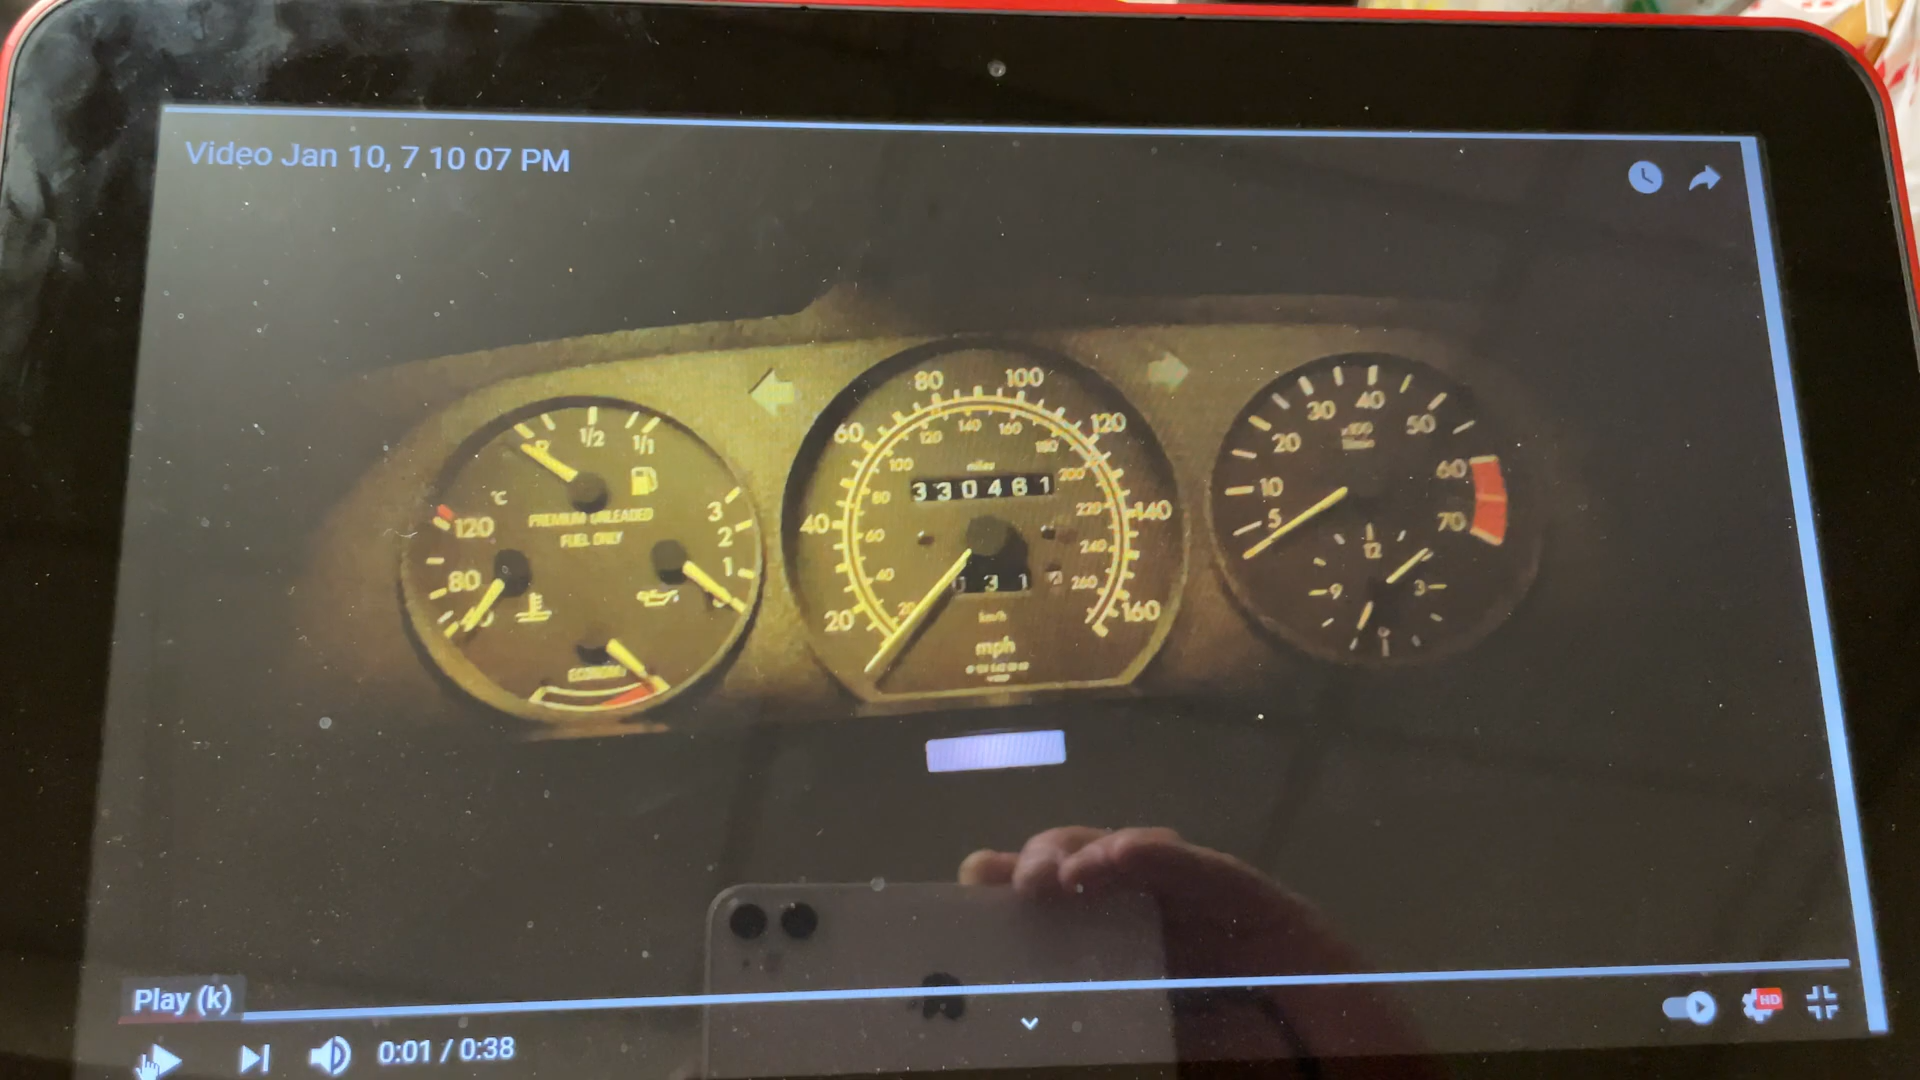 Video Jan 10, 7 10 07 PM
R 1/2 1/1
°C
120
80
40
PREMIUM UNLEADED
FUEL ONLY
3
2
1
0
ECONOMY
20 40 60 80 100 120 140 160
20 40 60 80 100 120 140 160 180 200 220 240 260
miles
330461
031
km/h
mph
5 10 20 30 40 50 60 70
x100
1/min
12
3
9
Play (k)
0:01 / 0:38
HD